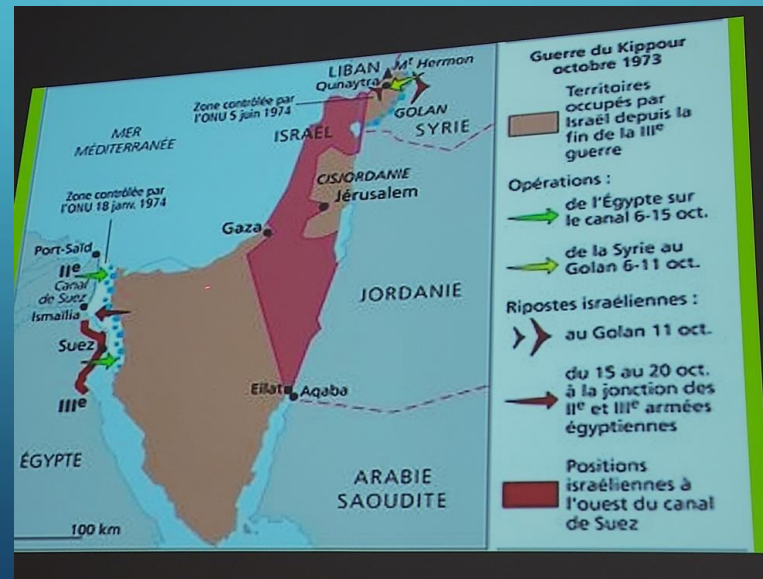 LIBAN
Mt Hermon
Qunaytra
Zone contrôlée par
l'ONU 5 juin 1974
GOLAN
SYRIE
ISRAËL
MER
MÉDITERRANÉE
CISJORDANIE
Jérusalem
Zone contrôlée par
l'ONU 18 janv. 1974
Gaza
Port-Saïd
IIe
Canal
de Suez
Ismaïlia
JORDANIE
Suez
Eilat
Aqaba
IIIe
ÉGYPTE
ARABIE
SAOUDITE
100 km
Guerre du Kippour
octobre 1973
Territoires
occupés par
Israël depuis la
fin de la IIIe
guerre
Opérations :
de l'Égypte sur
le canal 6-15 oct.
de la Syrie au
Golan 6-11 oct.
Ripostes israéliennes :
au Golan 11 oct.
du 15 au 20 oct.
à la jonction des
IIe et IIIe armées
égyptiennes
Positions
israéliennes à
l'ouest du canal
de Suez